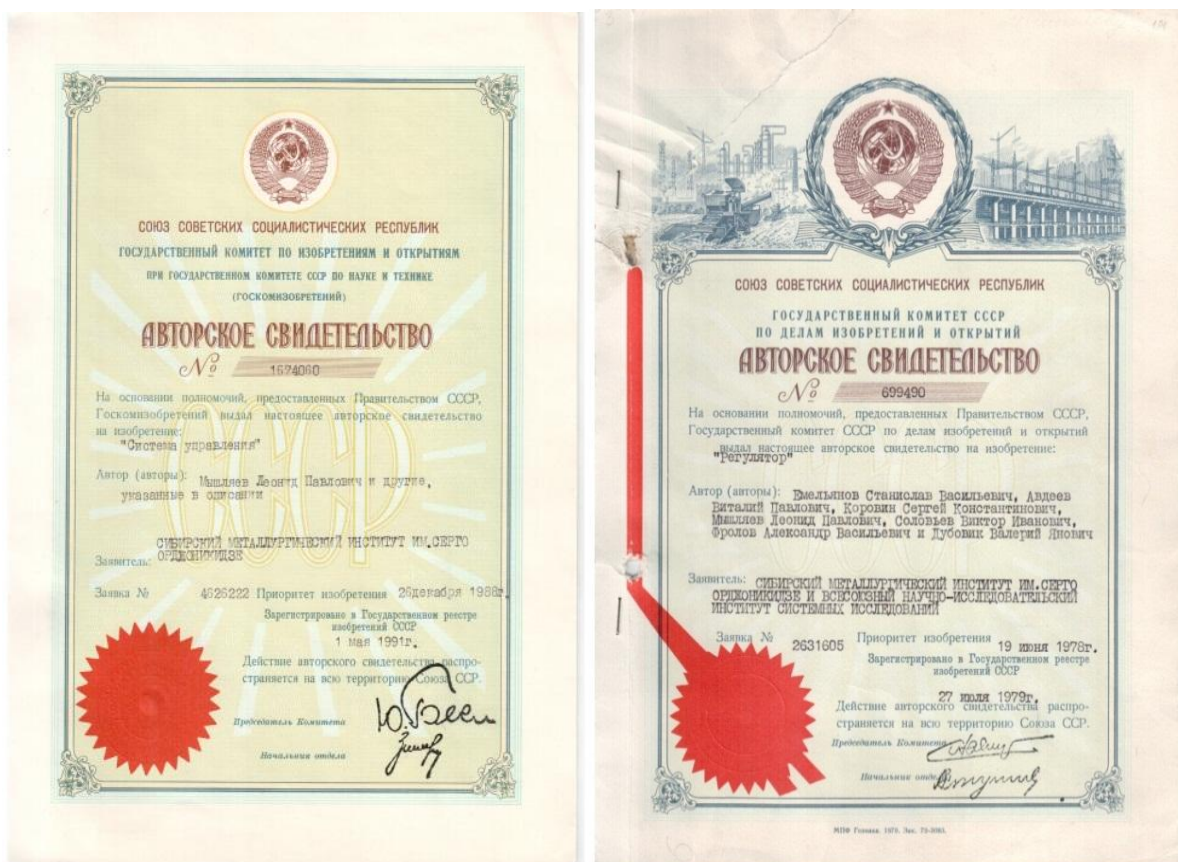 СОЮЗ СОВЕТСКИХ СОЦИАЛИСТИЧЕСКИХ РЕСПУБЛИК
ГОСУДАРСТВЕННЫЙ КОМИТЕТ ПО ИЗОБРЕТЕНИЯМ И ОТКРЫТИЯМ
ПРИ ГОСУДАРСТВЕННОМ КОМИТЕТЕ СССР ПО НАУКЕ И ТЕХНИКЕ
(ГОСКОМИЗОБРЕТЕНИЙ)
АВТОРСКОЕ СВИДЕТЕЛЬСТВО
№ 1674060
На основании полномочий, предоставленных Правительством СССР,
Госкомизобретений выдал настоящее авторское свидетельство
на изобретение:
"Система управления"
Автор (авторы): Мышляев Леонид Павлович и другие,
указанные в описании
СИБИРСКИЙ МЕТАЛЛУРГИЧЕСКИЙ ИНСТИТУТ ИМ.СЕРГО
Заявитель: ОРДЖОНИКИДЗЕ
Заявка № 4626222 Приоритет изобретения 26декабря 1988г.
Зарегистрировано в Государственном реестре
изобретений СССР
1 мая 1991г.
Действие авторского свидетельства распро-
страняется на всю территорию Союза ССР.
Председатель Комитета
Начальник отдела
СССР
СОЮЗ СОВЕТСКИХ СОЦИАЛИСТИЧЕСКИХ РЕСПУБЛИК
ГОСУДАРСТВЕННЫЙ КОМИТЕТ СССР
ПО ДЕЛАМ ИЗОБРЕТЕНИЙ И ОТКРЫТИЙ
АВТОРСКОЕ СВИДЕТЕЛЬСТВО
№ 699490
На основании полномочий, предоставленных Правительством СССР,
Государственный комитет СССР по делам изобретений и открытий
выдал настоящее авторское свидетельство на изобретение:
"Регулятор"
Автор (авторы): Емельянов Станислав Васильевич, Авдеев
Виталий Павлович, Коровин Сергей Константинович,
Мышляев Леонид Павлович, Соловьев Виктор Иванович,
Фролов Александр Васильевич и Дубовик Валерий Янович
Заявитель: СИБИРСКИЙ МЕТАЛЛУРГИЧЕСКИЙ ИНСТИТУТ ИМ.СЕРГО
ОРДЖОНИКИДЗЕ И ВСЕСОЮЗНЫЙ НАУЧНО-ИССЛЕДОВАТЕЛЬСКИЙ
ИНСТИТУТ СИСТЕМНЫХ ИССЛЕДОВАНИЙ
Заявка № 2631605 Приоритет изобретения 19 июня 1978г.
Зарегистрировано в Государственном реестре
изобретений СССР
27 июля 1979г.
Действие авторского свидетельства распро-
страняется на всю территорию Союза ССР.
Председатель Комитета
Начальник отдела